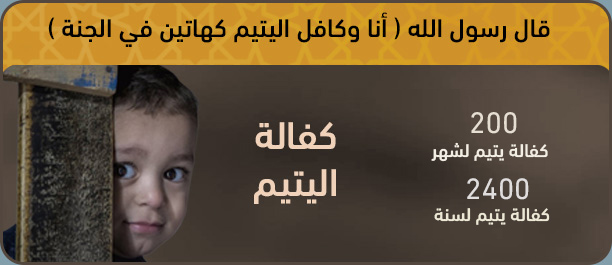 قال رسول الله ( أنا وكافل اليتيم كهاتين في الجنة )
كفالة
اليتيم
200
كفالة يتيم لشهر
2400
كفالة يتيم لسنة